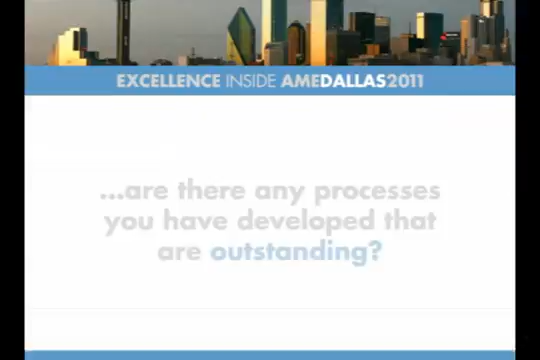 EXCELLENCE INSIDE AMEDALLAS2011
...are there any processes
you have developed that
are outstanding?